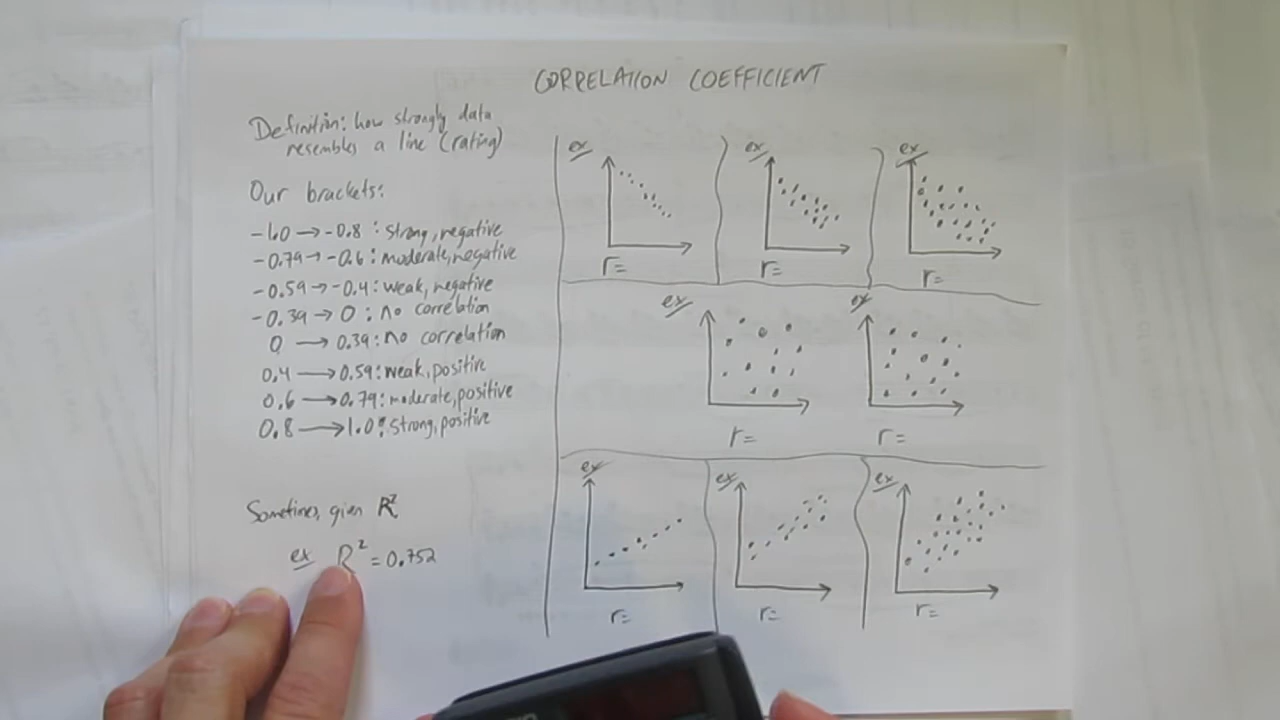 CORRELATION COEFFICIENT
Definition: how strongly data
resembles a line (rating)
Our brackets:
-1.0 → -0.8 : Strong, negative
-0.79 → -0.6 : moderate, negative
-0.59 → -0.4 : weak, negative
-0.39 → 0 : no correlation
0 → 0.39 : no correlation
0.4 → 0.59 : weak, positive
0.6 → 0.79 : moderate, positive
0.8 → 1.0 : Strong, positive
Sometimes, given R²
ex R² = 0.752
ex
r=
ex
r=
ex
r=
ex
r=
ex
r=
ex
r=
ex
r=
ex
r=